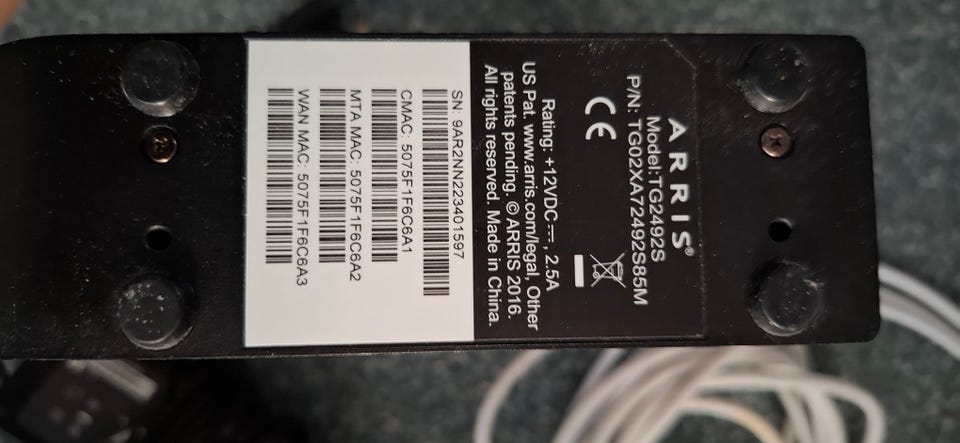 ARRIS®
Model:TG2492S
P/N: TG02XA72492S85M
CE
Rating: +12VDC⎓, 2.5A
US Pat. www.arris.com/legal, Other
patents pending. © ARRIS 2016.
All rights reserved. Made in China.
SN: 9AR2NN223401597
CMAC: 5075F1F6C6A1
MTA MAC: 5075F1F6C6A2
WAN MAC: 5075F1F6C6A3